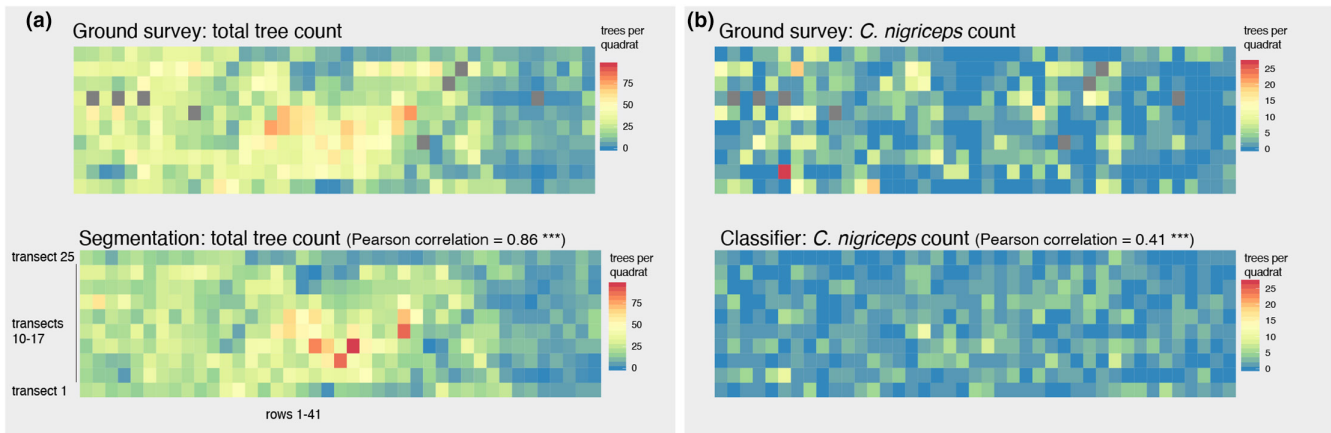 (a)
Ground survey: total tree count
trees per
quadrat
75
50
25
0
Segmentation: total tree count (Pearson correlation = 0.86 ***)
transect 25
transects
10-17
transect 1
rows 1-41
trees per
quadrat
75
50
25
0
(b)
Ground survey: C. nigriceps count
trees per
quadrat
25
20
15
10
5
0
Classifier: C. nigriceps count (Pearson correlation = 0.41 ***)
trees per
quadrat
25
20
15
10
5
0